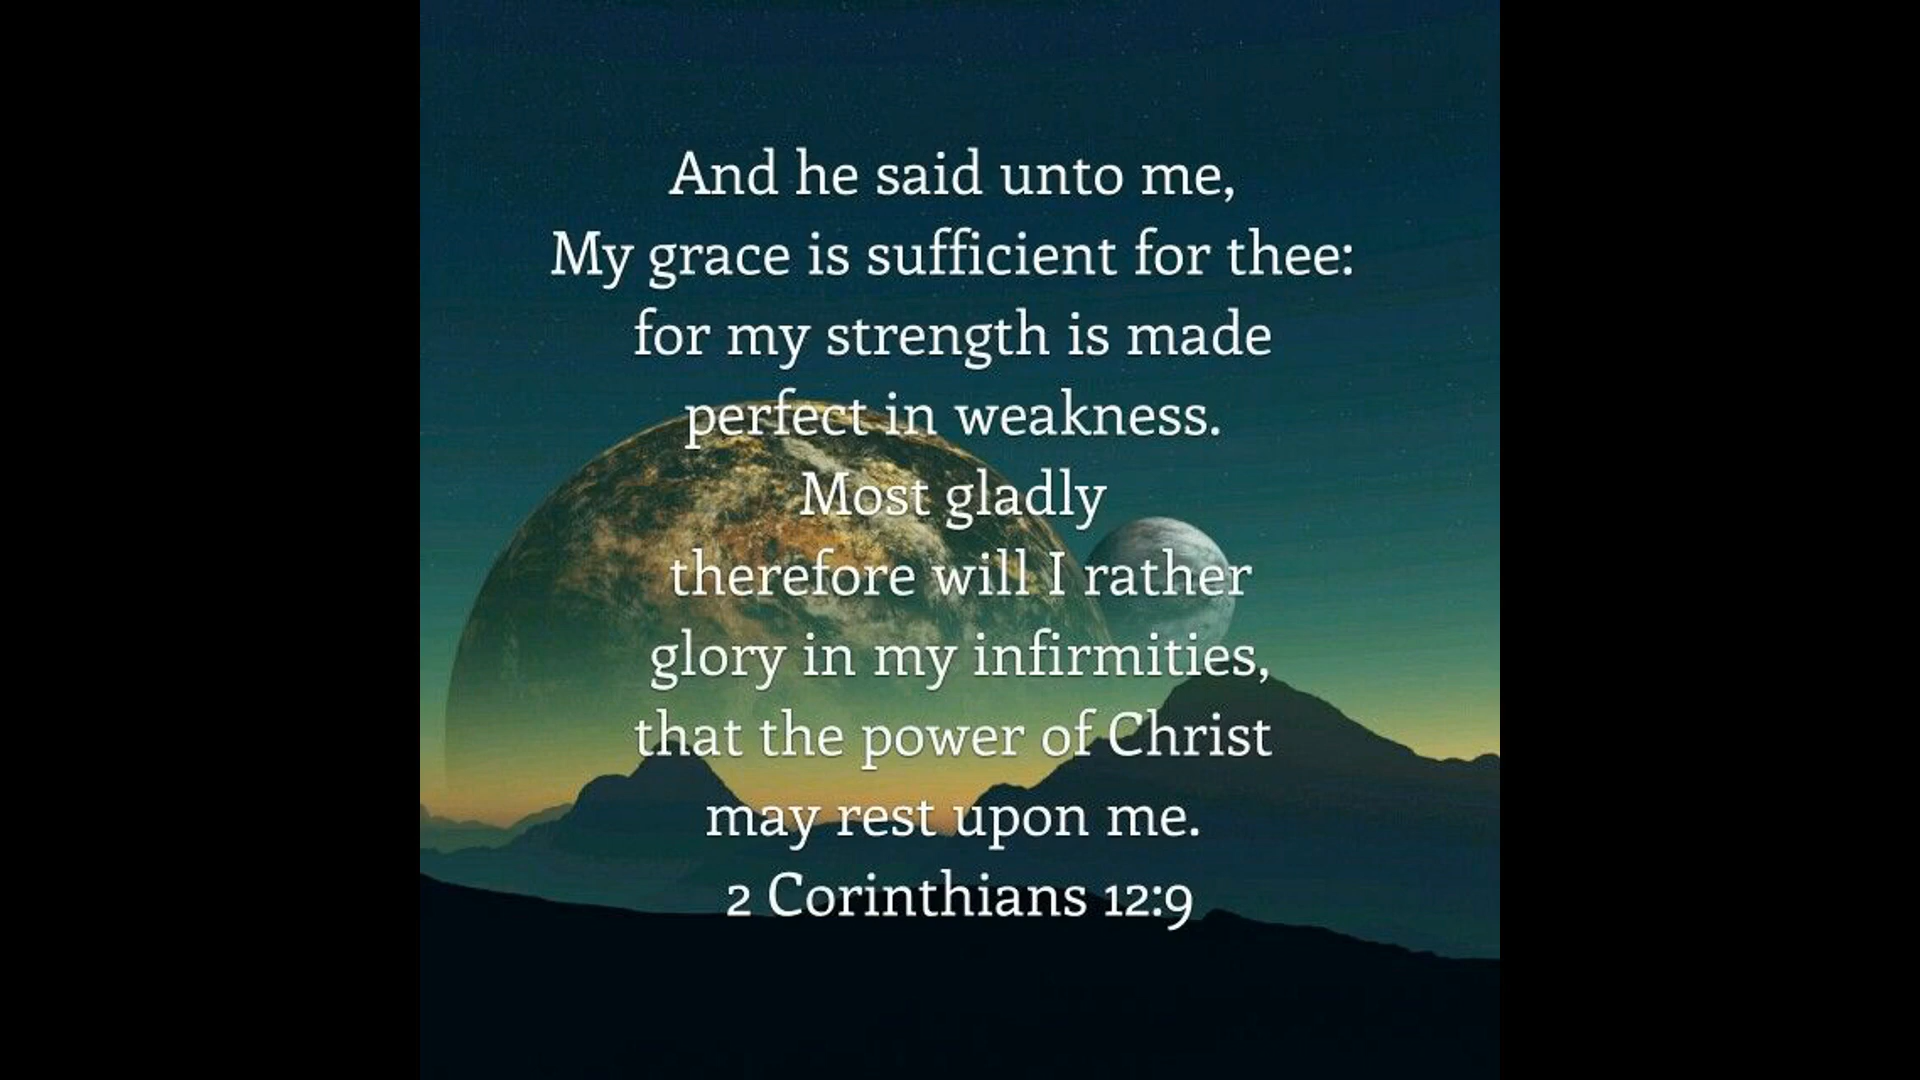 And he said unto me,
My grace is sufficient for thee:
for my strength is made
perfect in weakness.
Most gladly
therefore will I rather
glory in my infirmities,
that the power of Christ
may rest upon me.
2 Corinthians 12:9